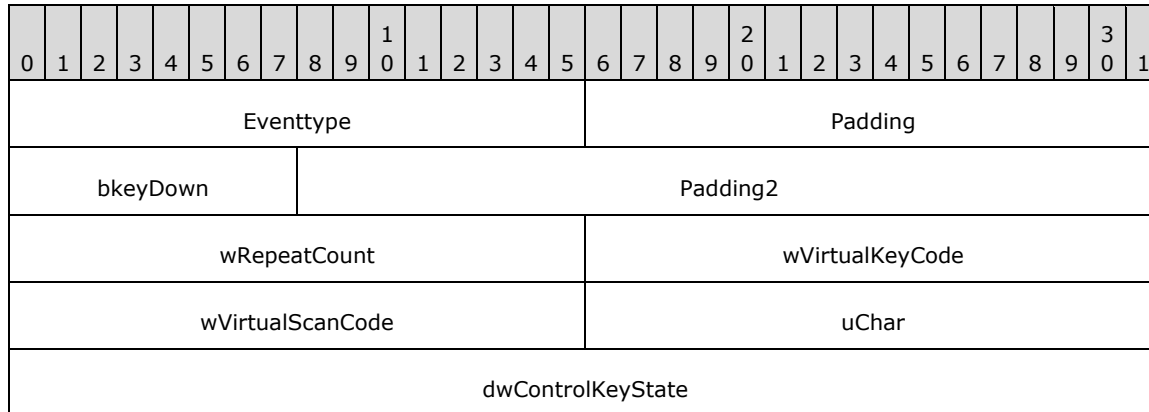 1 2 3
0 1 2 3 4 5 6 7 8 9 0 1 2 3 4 5 6 7 8 9 0 1 2 3 4 5 6 7 8 9 0 1
Eventtype Padding
bkeyDown Padding2
wRepeatCount wVirtualKeyCode
wVirtualScanCode uChar
dwControlKeyState